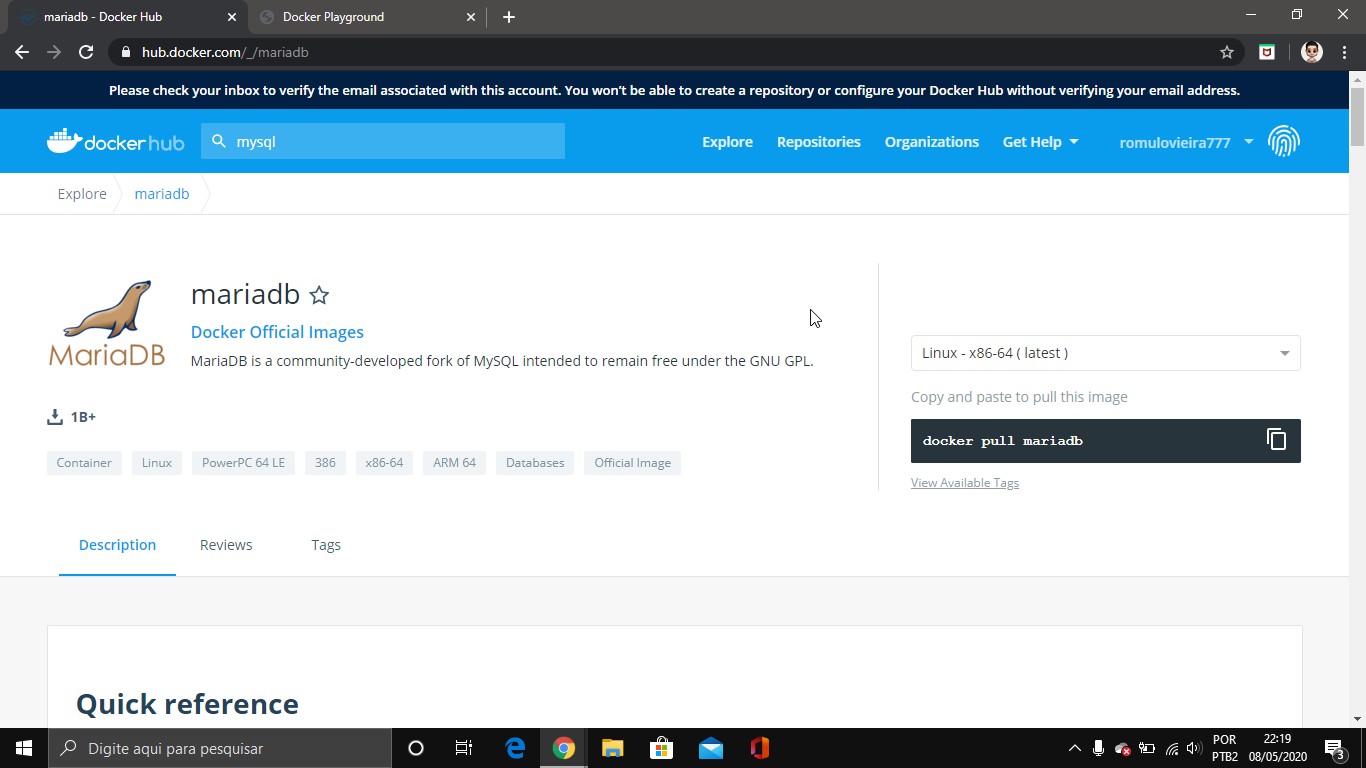 mariadb - Docker Hub
Docker Playground
hub.docker.com/_/mariadb
Please check your inbox to verify the email associated with this account. You won't be able to create a repository or configure your Docker Hub without verifying your email address.
docker hub
mysql
Explore
Repositories
Organizations
Get Help
romulovieira777
Explore
mariadb
MariaDB
mariadb
Docker Official Images
MariaDB is a community-developed fork of MySQL intended to remain free under the GNU GPL.
1B+
Container
Linux
PowerPC 64 LE
386
x86-64
ARM 64
Databases
Official Image
Linux - x86-64 ( latest )
Copy and paste to pull this image
docker pull mariadb
View Available Tags
Description
Reviews
Tags
Quick reference
Digite aqui para pesquisar
POR
PTB2
22:19
08/05/2020
3